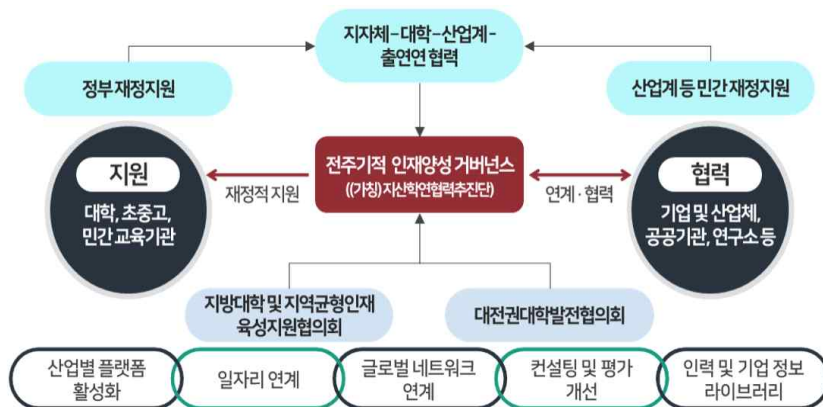 지자체-대학-산업계-
출연연 협력
정부 재정지원
산업계 등 민간 재정지원
지원
대학, 초중고,
민간 교육기관
재정적 지원
전주기적 인재양성 거버넌스
((가칭) 지산학연협력추진단)
연계·협력
협력
기업 및 산업체,
공공기관, 연구소 등
지방대학 및 지역균형인재
육성지원협의회
대전권대학발전협의회
산업별 플랫폼
활성화
일자리 연계
글로벌 네트워크
연계
컨설팅 및 평가
개선
인력 및 기업 정보
라이브러리